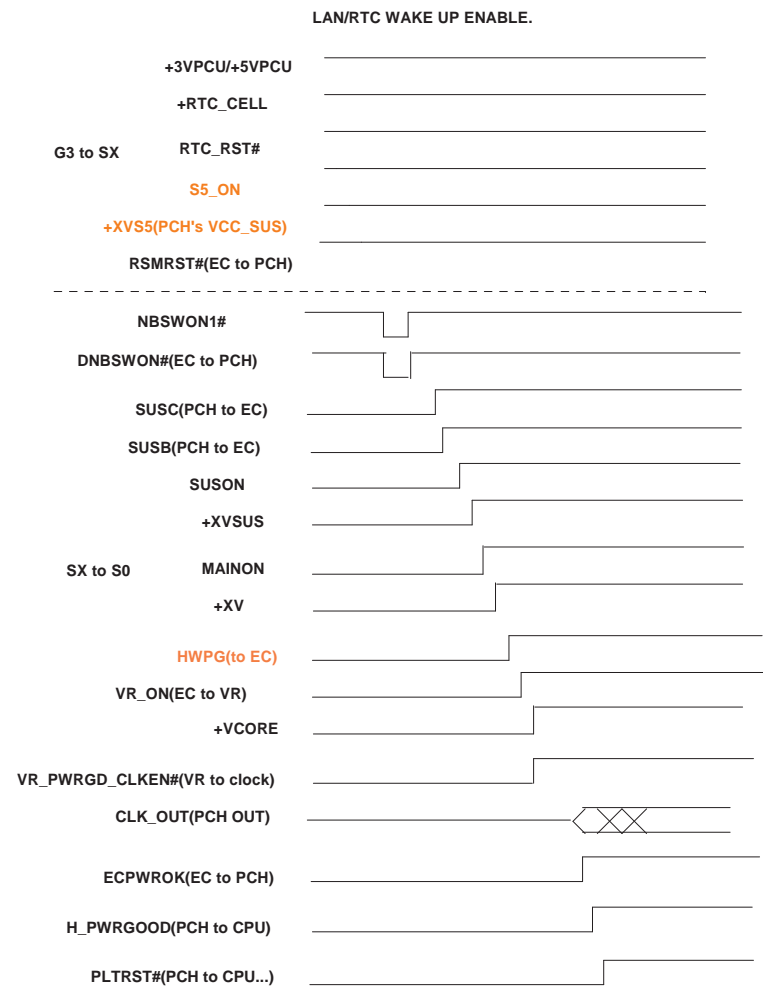 LAN/RTC WAKE UP ENABLE.
+3VPCU/+5VPCU
+RTC_CELL
G3 to SX
RTC_RST#
S5_ON
+XVS5(PCH's VCC_SUS)
RSMRST#(EC to PCH)
NBSWON1#
DNBSWON#(EC to PCH)
SUSC(PCH to EC)
SUSB(PCH to EC)
SUSON
+XVSUS
SX to S0
MAINON
+XV
HWPG(to EC)
VR_ON(EC to VR)
+VCORE
VR_PWRGD_CLKEN#(VR to clock)
CLK_OUT(PCH OUT)
ECPWROK(EC to PCH)
H_PWRGOOD(PCH to CPU)
PLTRST#(PCH to CPU...)